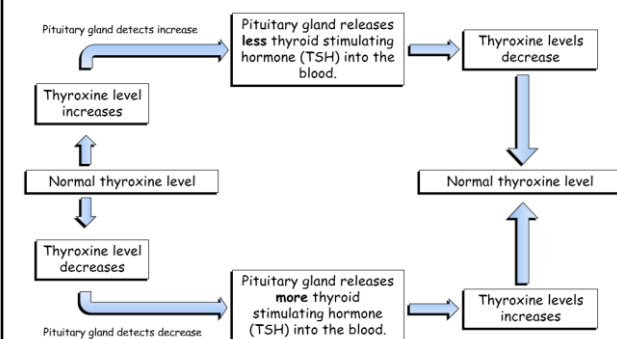 Pituitary gland detects increase
Pituitary gland releases
less thyroid stimulating
hormone (TSH) into the
blood.
Thyroxine levels
decrease
Thyroxine level
increases
Normal thyroxine level
Normal thyroxine level
Thyroxine level
decreases
Pituitary gland detects decrease
Pituitary gland releases
more thyroid
stimulating hormone
(TSH) into the blood.
Thyroxine levels
increases